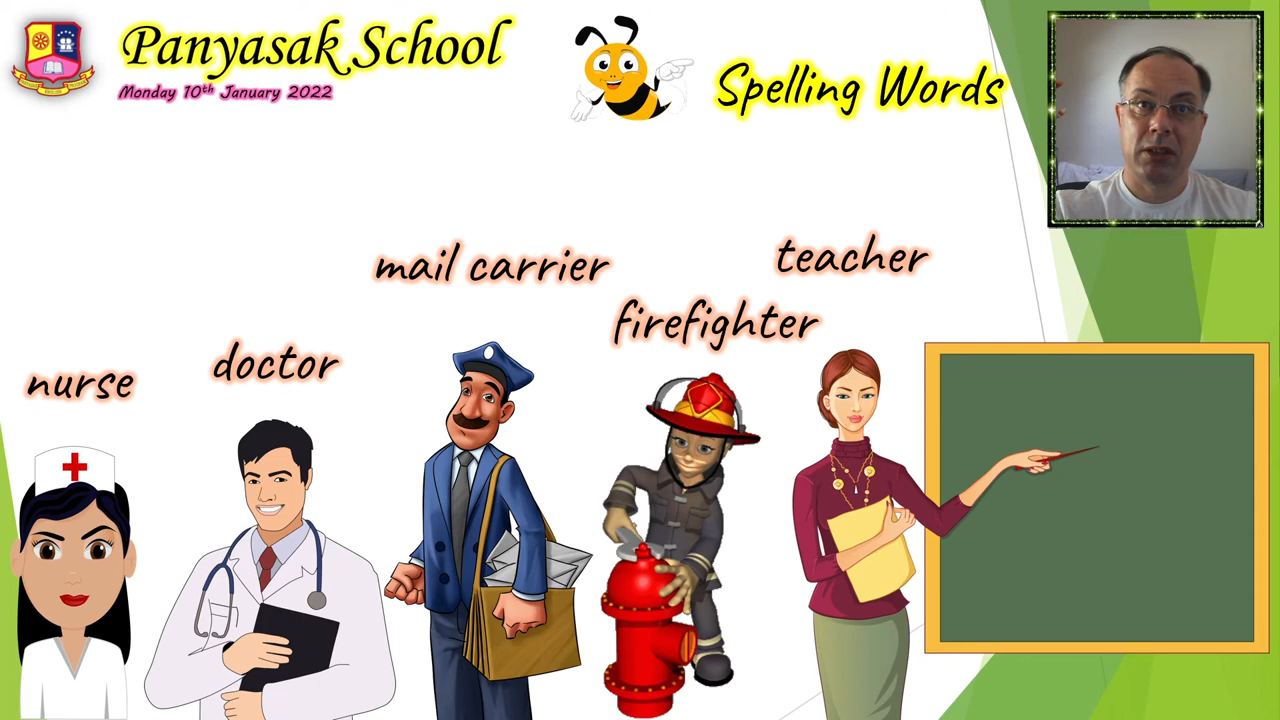 Panyasak School
Monday 10th January 2022
Spelling Words
mail carrier
teacher
firefighter
doctor
nurse